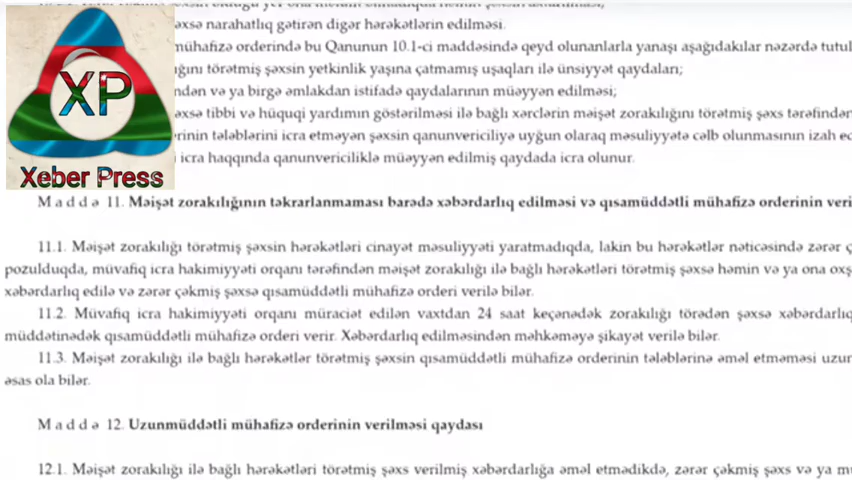 əxsə narahatlıq gətirən digər hərəkətlərin edilməsi.
mühafizə orderində bu Qanunun 10.1-ci maddəsində qeyd olunanlarla yanaşı aşağıdakılar nəzərdə tutul
ığını törətmiş şəxsin yetkinlik yaşına çatmamış uşaqları ilə ünsiyyət qaydaları;
ndən və ya birgə əmlakdan istifadə qaydalarının müəyyən edilməsi;
əxsə tibbi və hüquqi yardımın göstərilməsi ilə bağlı xərclərin məişət zorakılığını törətmiş şəxs tərəfindən
rinin tələblərini icra etməyən şəxsin qanunvericiliyə uyğun olaraq məsuliyyətə cəlb olunmasının izah ed
icra haqqında qanunvericiliklə müəyyən edilmiş qaydada icra olunur.
XP
Xeber Press
Maddə 11. Məişət zorakılığının təkrarlanmaması barədə xəbərdarlıq edilməsi və qısamüddətli mühafizə orderinin veri
11.1. Məişət zorakılığı törətmiş şəxsin hərəkətləri cinayət məsuliyyəti yaratmadıqda, lakin bu hərəkətlər nəticəsində zərər ç
pozulduqda, müvafiq icra hakimiyyəti orqanı tərəfindən məişət zorakılığı ilə bağlı hərəkətləri törətmiş şəxsə həmin və ya ona oxş
xəbərdarlıq edilə və zərər çəkmiş şəxsə qısamüddətli mühafizə orderi verilə bilər.
11.2. Müvafiq icra hakimiyyəti orqanı müraciət edilən vaxtdan 24 saat keçənədək zorakılığı törədən şəxsə xəbərdarlıq
müddətinədək qısamüddətli mühafizə orderi verir. Xəbərdarlıq edilməsindən məhkəməyə şikayət verilə bilər.
11.3. Məişət zorakılığı ilə bağlı hərəkətlər törətmiş şəxsin qısamüddətli mühafizə orderinin tələblərinə əməl etməməsi uzun
əsas ola bilər.
Maddə 12. Uzunmüddətli mühafizə orderinin verilməsi qaydası
12.1. Məişət zorakılığı ilə bağlı hərəkətləri törətmiş şəxs verilmiş xəbərdarlığa əməl etmədikdə, zərər çəkmiş şəxs və ya mü